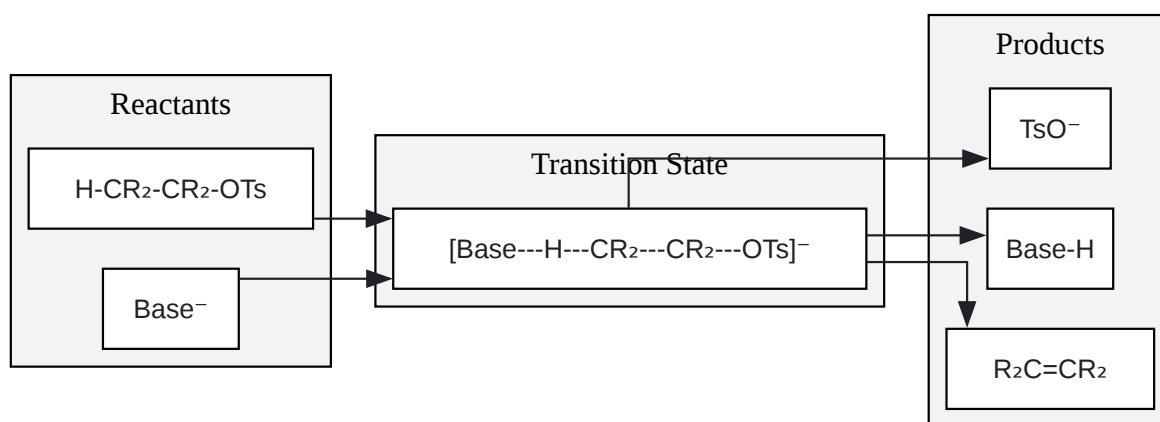 Reactants
H-CR₂-CR₂-OTs
Base⁻
Transition State
[Base---H---CR₂---CR₂---OTs]⁻
Products
TsO⁻
Base-H
R₂C=CR₂